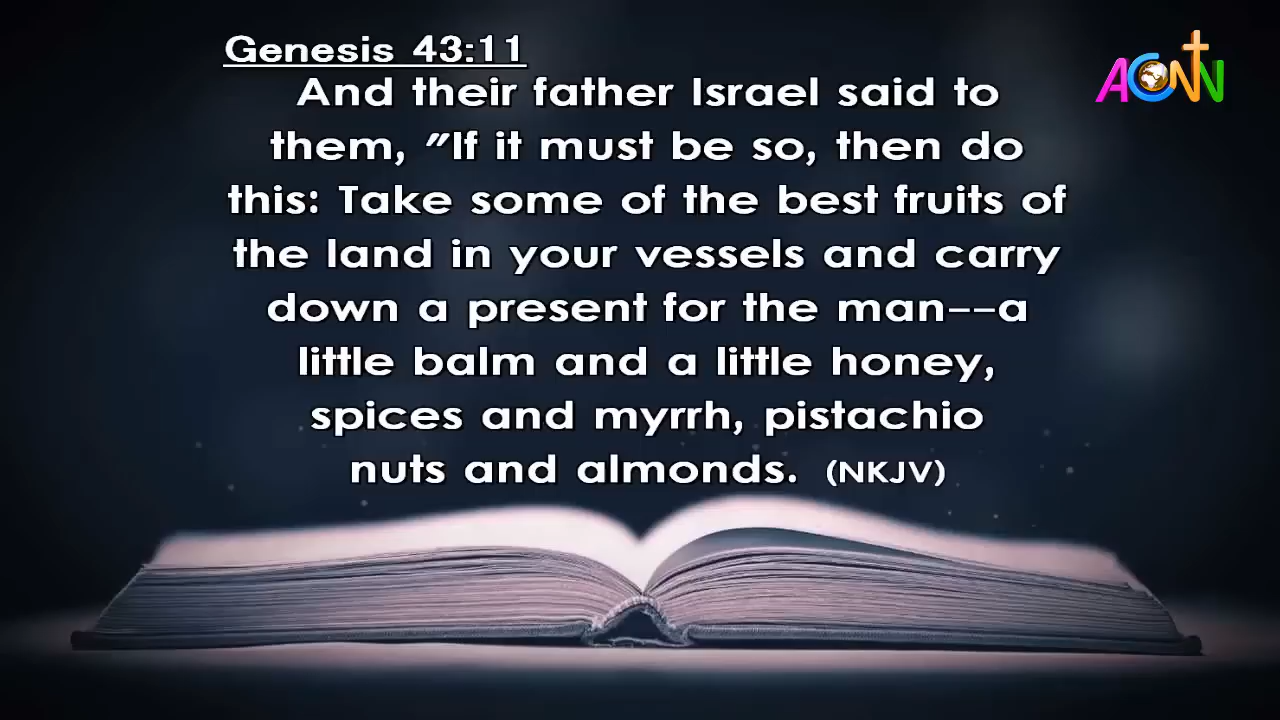 Genesis 43:11
ACNN
And their father Israel said to
them, "If it must be so, then do
this: Take some of the best fruits of
the land in your vessels and carry
down a present for the man--a
little balm and a little honey,
spices and myrrh, pistachio
nuts and almonds. (NKJV)